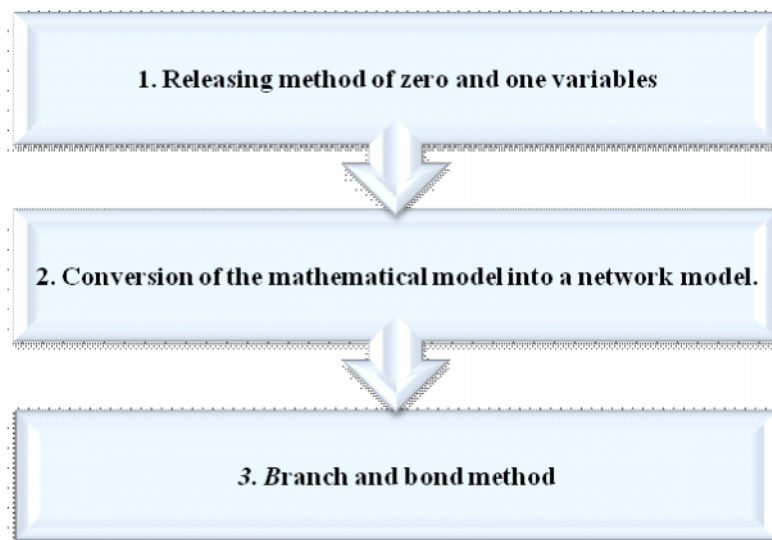 1. Releasing method of zero and one variables
2. Conversion of the mathematical model into a network model.
3. Branch and bond method